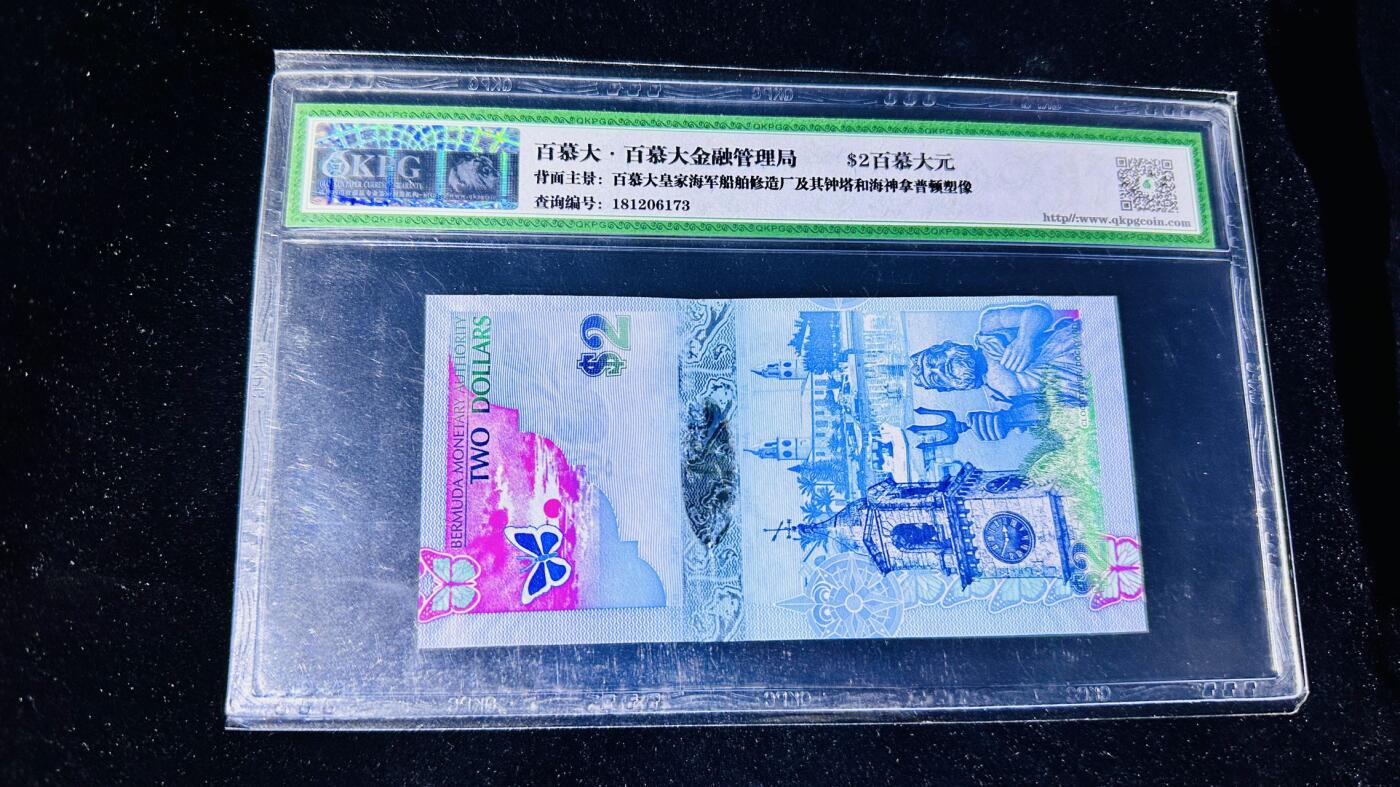 QKPG
百慕大 · 百慕大金融管理局 $2百慕大元
背面主景：百慕大皇家海军船舶修造厂及其钟塔和海神拿普顿塑像
查询编号：181206173
http//:www.qkpgcoin.com
BERMUDA MONETARY AUTHORITY
TWO DOLLARS
$2